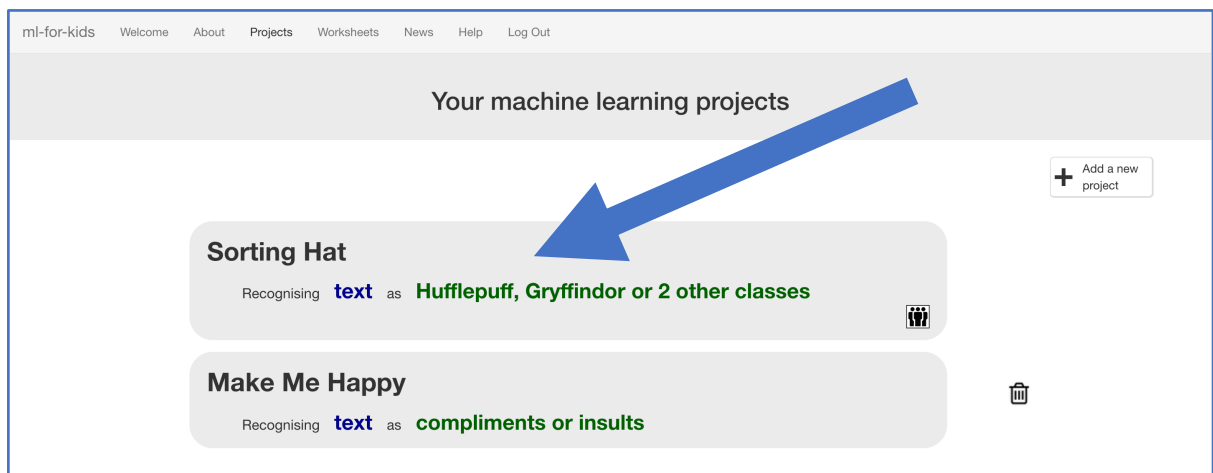 ml-for-kids Welcome About Projects Worksheets News Help Log Out
Your machine learning projects
Add a new
project
Sorting Hat
Recognising text as Hufflepuff, Gryffindor or 2 other classes
Make Me Happy
Recognising text as compliments or insults